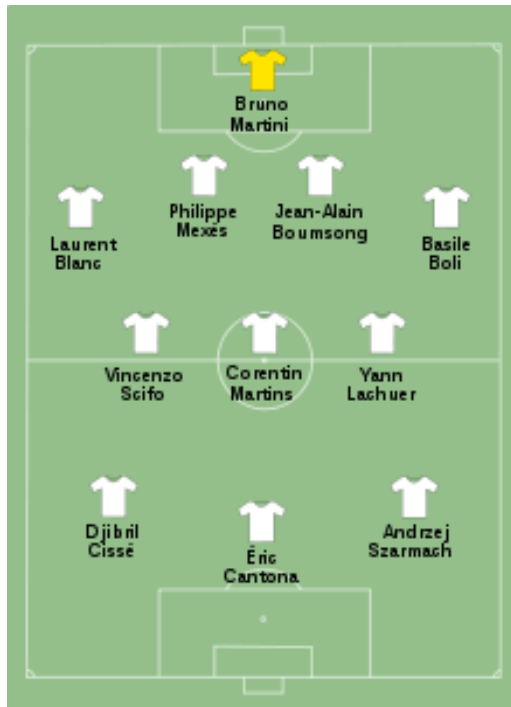 Bruno
Martini
Philippe
Mexés
Jean-Alain
Boumsong
Laurent
Blanc
Basile
Boli
Vincenzo
Scifo
Corentin
Martins
Yann
Lachuer
Djibril
Cissé
Éric
Cantona
Andrzej
Szarmach